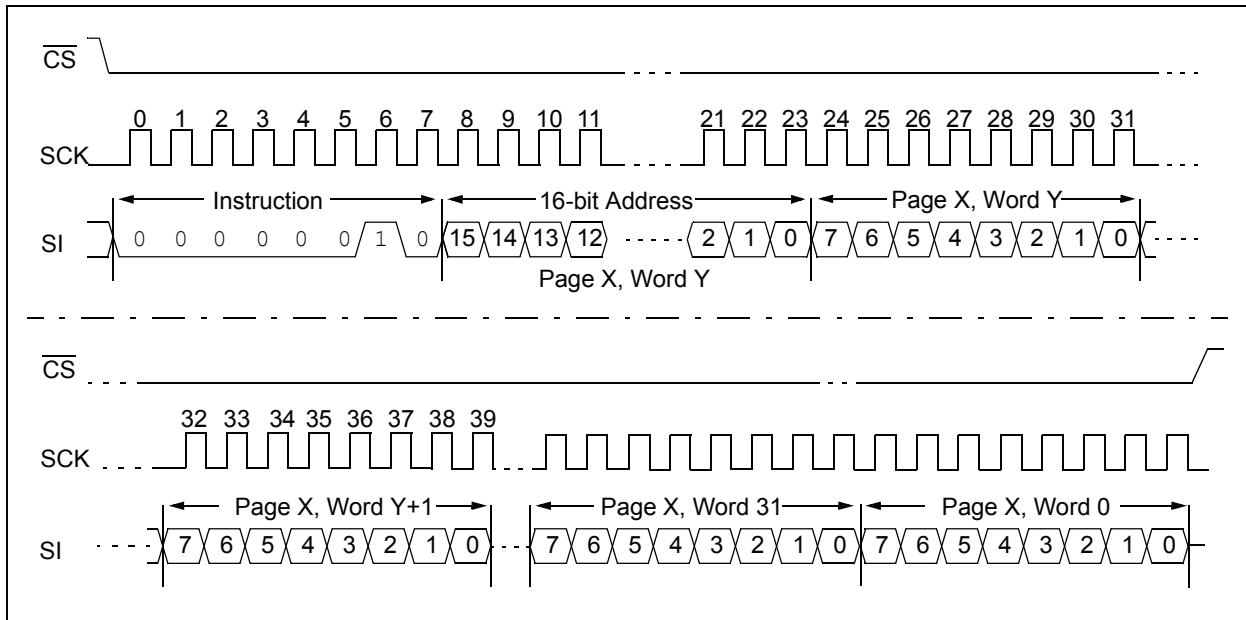 CS
0 1 2 3 4 5 6 7 8 9 10 11 21 22 23 24 25 26 27 28 29 30 31
SCK
Instruction 16-bit Address Page X, Word Y
SI 0 0 0 0 0 0 1 0 15 14 13 12 2 1 0 7 6 5 4 3 2 1 0
Page X, Word Y
CS
32 33 34 35 36 37 38 39
SCK
Page X, Word Y+1 Page X, Word 31 Page X, Word 0
SI 7 6 5 4 3 2 1 0 7 6 5 4 3 2 1 0 7 6 5 4 3 2 1 0